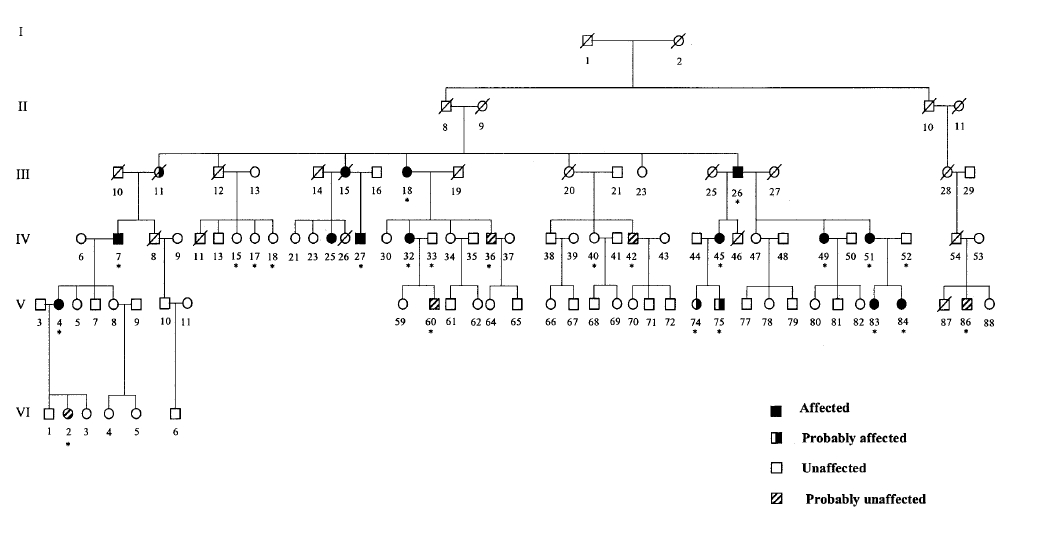 I
1 2
II
8 9 10 11
III
10 11 12 13 14 15 16 18 19 20 21 23 25 26 27 28 29
* *
IV
6 7 8 9 11 13 15 17 18 21 23 25 26 27 30 32 33 34 35 36 37 38 39 40 41 42 43 44 45 46 47 48 49 50 51 52 54 53
* * * * * * * * * * * * * *
V
3 4 5 7 8 9 10 11 59 60 61 62 64 65 66 67 68 69 70 71 72 74 75 77 78 79 80 81 82 83 84 87 86 88
* * * * * * *
VI
1 2 3 4 5 6
*
Affected
Probably affected
Unaffected
Probably unaffected